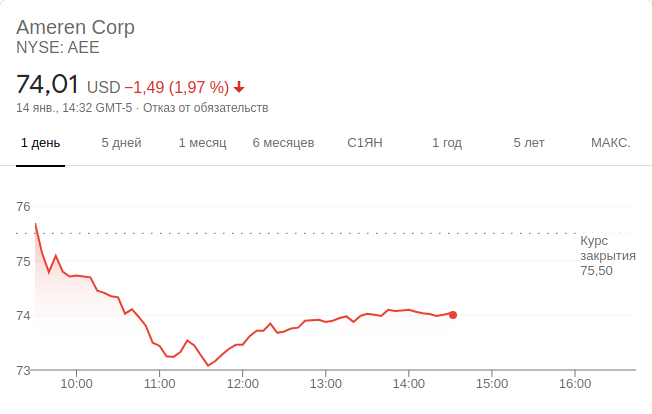 Ameren Corp
NYSE: AEE
74,01 USD −1,49 (1,97 %)
14 янв., 14:32 GMT-5 · Отказ от обязательств
1 день 5 дней 1 месяц 6 месяцев С1ЯН 1 год 5 лет МАКС.
76
75
74
73
Курс
закрытия
75,50
10:00 11:00 12:00 13:00 14:00 15:00 16:00